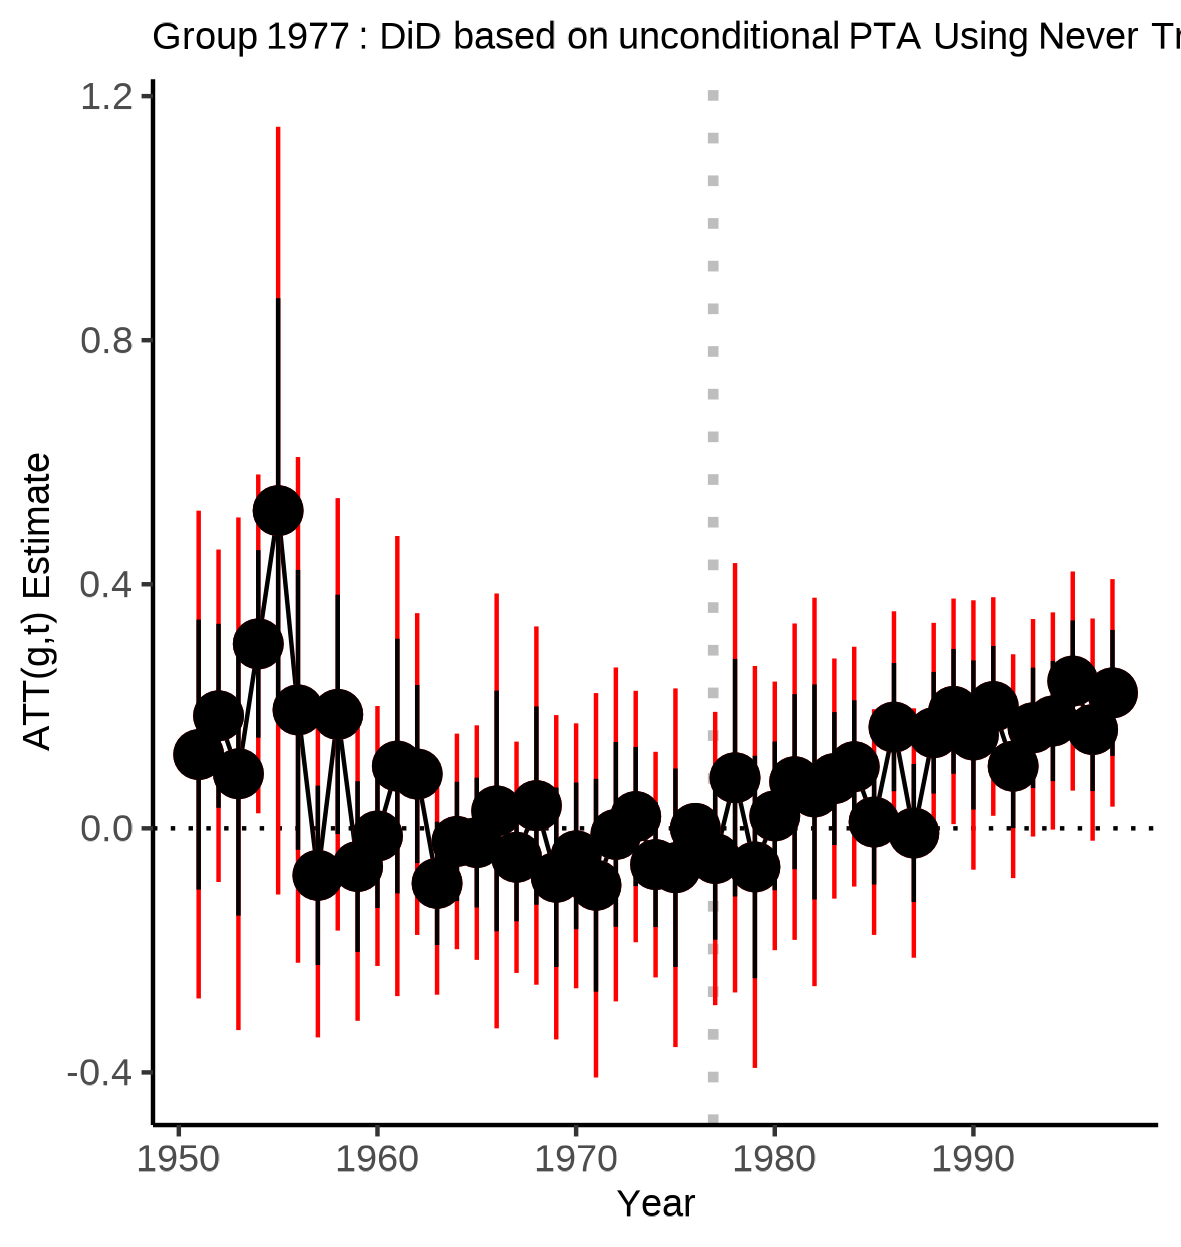 Group 1977 : DiD based on unconditional PTA Using Never
1.2
0.8
0.4
0.0
-0.4
ATT(g,t) Estimate
1950 1960 1970 1980 1990
Year